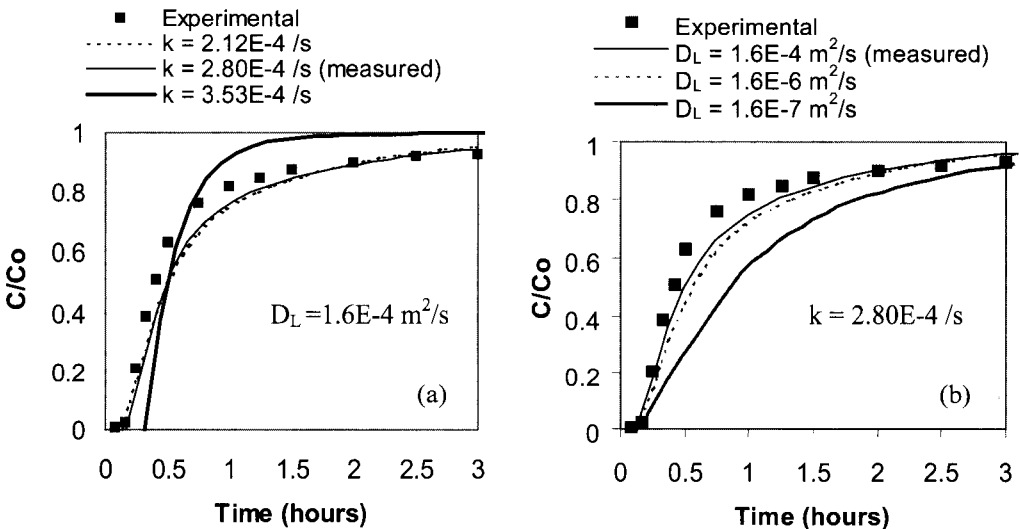 Experimental
k = 2.12E-4 /s
k = 2.80E-4 /s (measured)
k = 3.53E-4 /s
1
0.8
0.6
0.4
0.2
0
C/Co
D_L =1.6E-4 m²/s
(a)
0 0.5 1 1.5 2 2.5 3
Time (hours)
Experimental
D_L = 1.6E-4 m²/s (measured)
D_L = 1.6E-6 m²/s
D_L = 1.6E-7 m²/s
1
0.8
0.6
0.4
0.2
0
C/Co
k = 2.80E-4 /s
(b)
0 0.5 1 1.5 2 2.5 3
Time (hours)